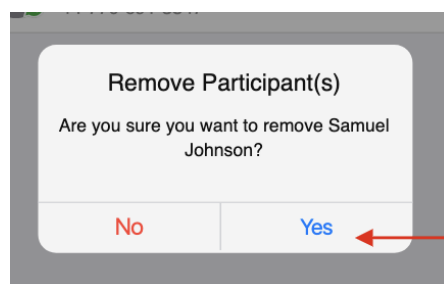 Remove Participant(s)
Are you sure you want to remove Samuel
Johnson?
No
Yes